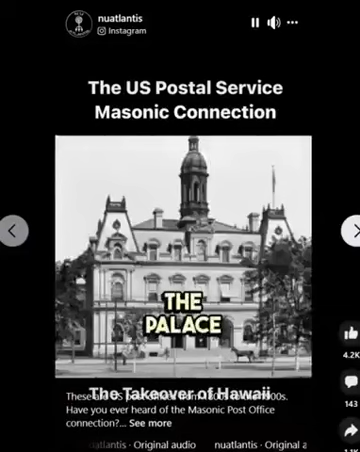 nuatlantis
Instagram
The US Postal Service
Masonic Connection
THE
PALACE
The Takeover of Hawaii
Have you ever heard of the Masonic Post Office
connection?... See more
nuatlantis · Original audio
nuatlantis · Original a
4.2K
143